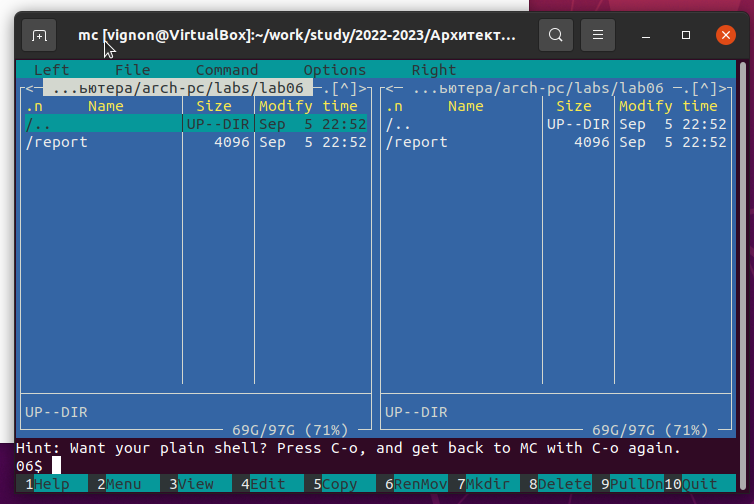 mc [vignon@VirtualBox]:~/work/study/2022-2023/Архитект...
Left File Command Options Right
<─ ...ьютера/arch-pc/labs/lab06 ─.[^]> <─ ...ьютера/arch-pc/labs/lab06 ─.[^]>
.n Name Size Modify time .n Name Size Modify time
/.. UP--DIR Sep 5 22:52 /.. UP--DIR Sep 5 22:52
/report 4096 Sep 5 22:52 /report 4096 Sep 5 22:52
UP--DIR UP--DIR
69G/97G (71%) 69G/97G (71%)
Hint: Want your plain shell? Press C-o, and get back to MC with C-o again.
06$
1Help 2Menu 3View 4Edit 5Copy 6RenMov 7Mkdir 8Delete 9PullDn 10Quit